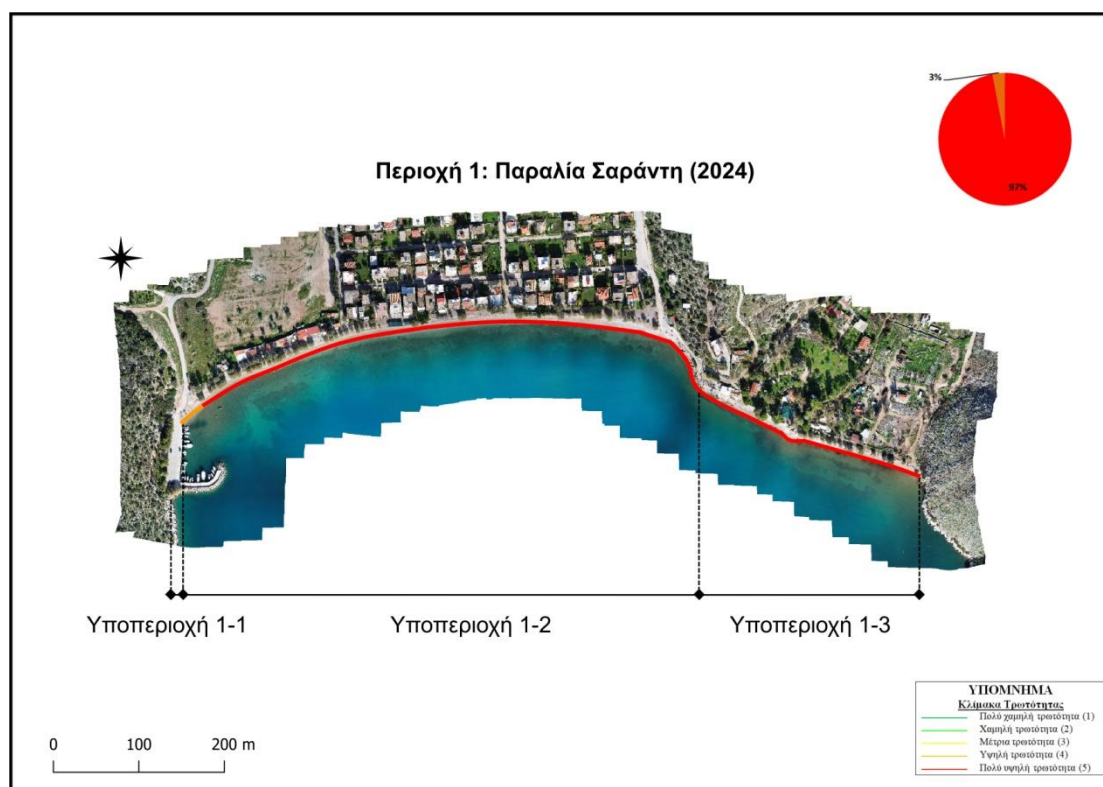 3%
97%
Περιοχή 1: Παραλία Σαράντη (2024)
Υποπεριοχή 1-1 Υποπεριοχή 1-2 Υποπεριοχή 1-3
ΥΠΟΜΝΗΜΑ
Κλίμακα Τρωτότητας
Πολύ χαμηλή τρωτότητα (1)
Χαμηλή τρωτότητα (2)
Μέτρια τρωτότητα (3)
Υψηλή τρωτότητα (4)
Πολύ υψηλή τρωτότητα (5)
0 100 200 m